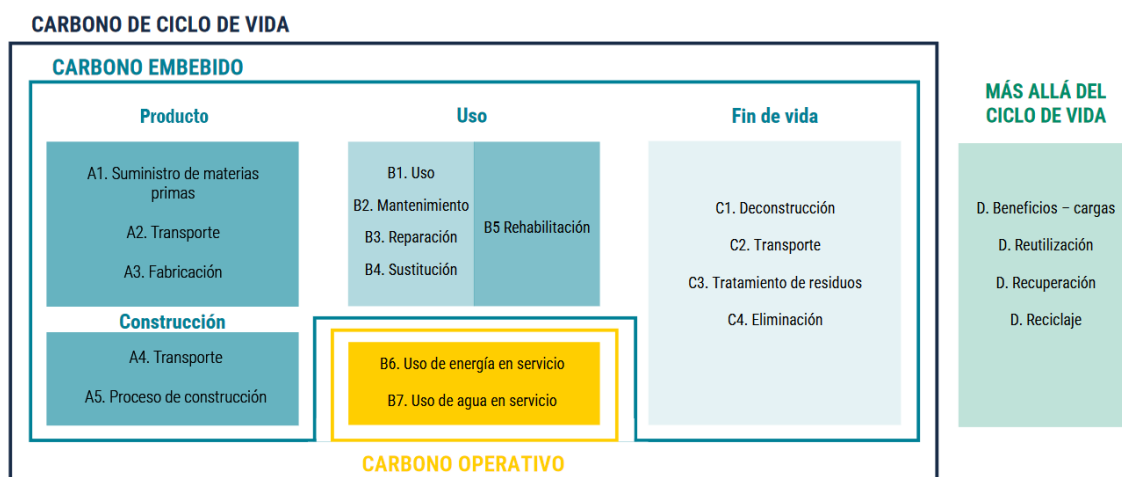 CARBONO DE CICLO DE VIDA
CARBONO EMBEBIDO
Producto
A1. Suministro de materias
primas
A2. Transporte
A3. Fabricación
Construcción
A4. Transporte
A5. Proceso de construcción
Uso
B1. Uso
B2. Mantenimiento
B3. Reparación
B4. Sustitución
B5 Rehabilitación
B6. Uso de energía en servicio
B7. Uso de agua en servicio
CARBONO OPERATIVO
Fin de vida
C1. Deconstrucción
C2. Transporte
C3. Tratamiento de residuos
C4. Eliminación
MÁS ALLÁ DEL
CICLO DE VIDA
D. Beneficios – cargas
D. Reutilización
D. Recuperación
D. Reciclaje